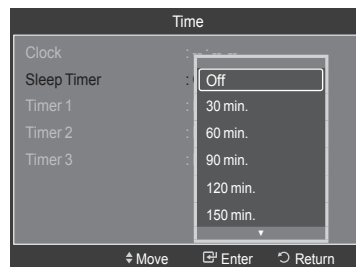 Time
Clock : -- : -- --
Sleep Timer :
Off
Timer 1 :
30 min.
Timer 2 :
60 min.
Timer 3 :
90 min.
120 min.
150 min.
▼
Move Enter Return